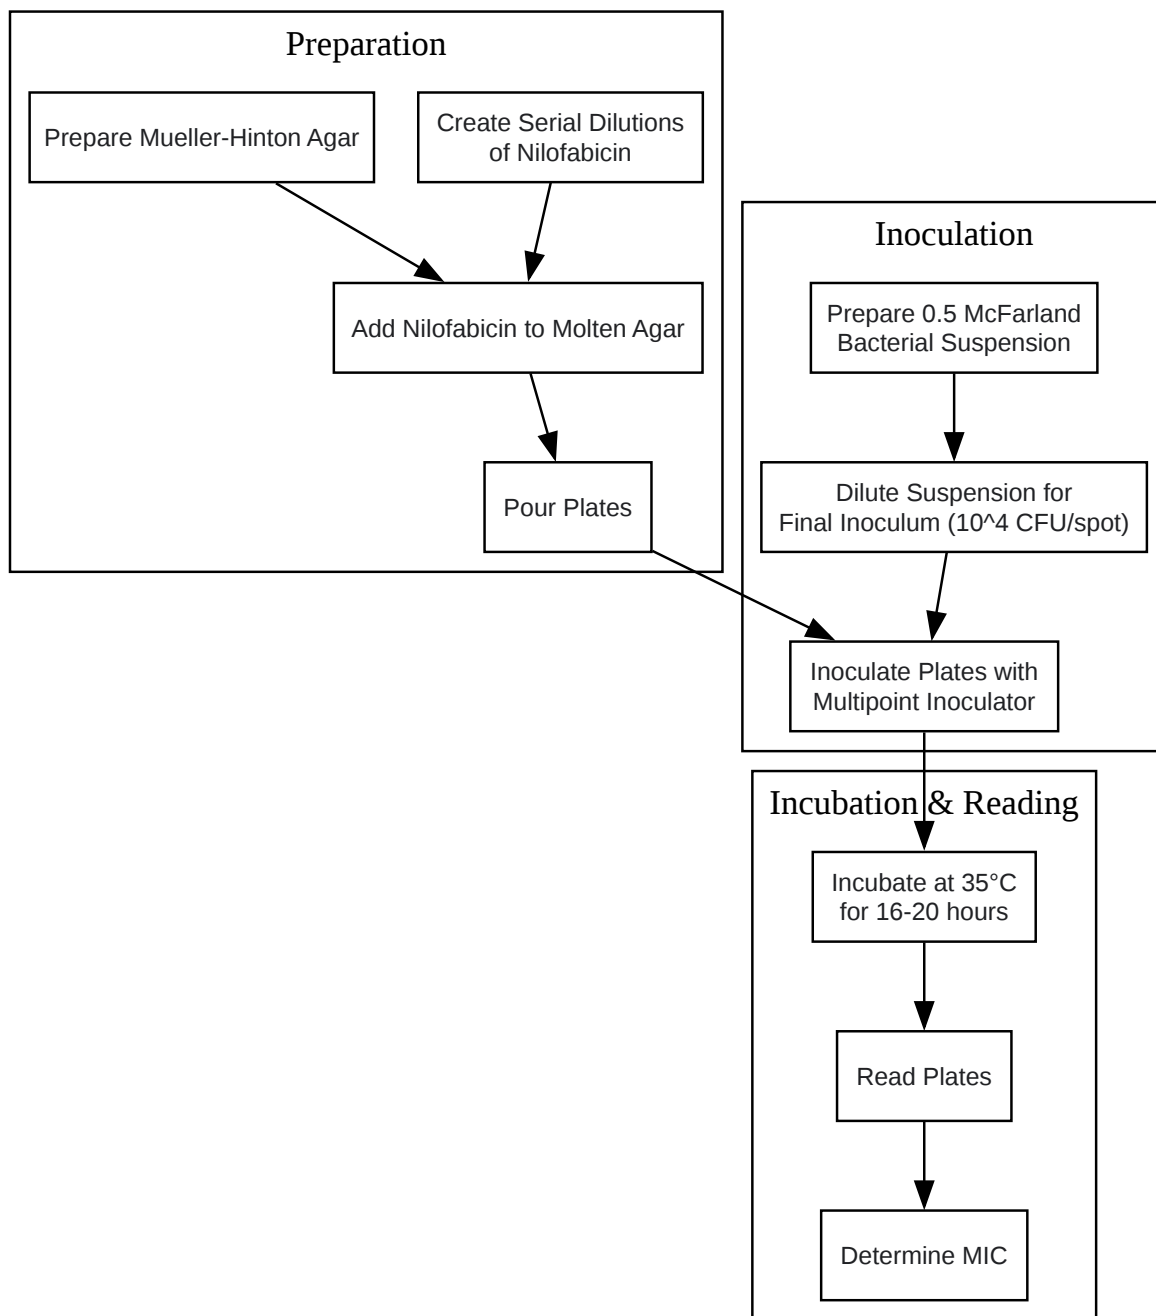 Preparation
Prepare Mueller-Hinton Agar
Create Serial Dilutions
of Nilofabicin
Add Nilofabicin to Molten Agar
Pour Plates
Inoculation
Prepare 0.5 McFarland
Bacterial Suspension
Dilute Suspension for
Final Inoculum (10^4 CFU/spot)
Inoculate Plates with
Multipoint Inoculator
Incubation & Reading
Incubate at 35°C
for 16-20 hours
Read Plates
Determine MIC